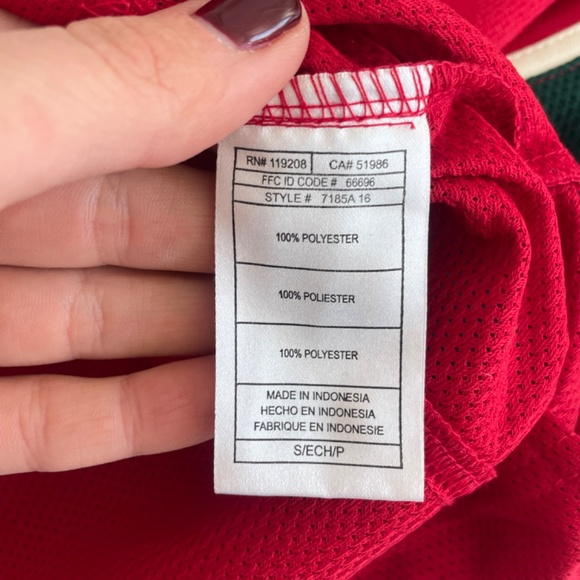 RN# 119208 CA# 51986
FFC ID CODE # 66696
STYLE # 7185A 16
100% POLYESTER
100% POLIESTER
100% POLYESTER
MADE IN INDONESIA
HECHO EN INDONESIA
FABRIQUE EN INDONESIE
S/ECH/P